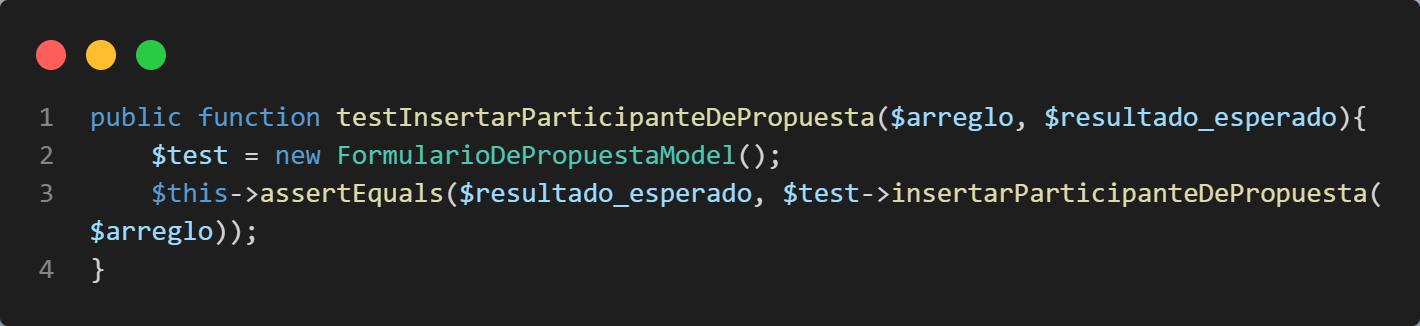 1 public function testInsertarParticipanteDePropuesta($arreglo, $resultado_esperado){
2     $test = new FormularioDePropuestaModel();
3     $this->assertEquals($resultado_esperado, $test->insertarParticipanteDePropuesta(
$arreglo));
4 }